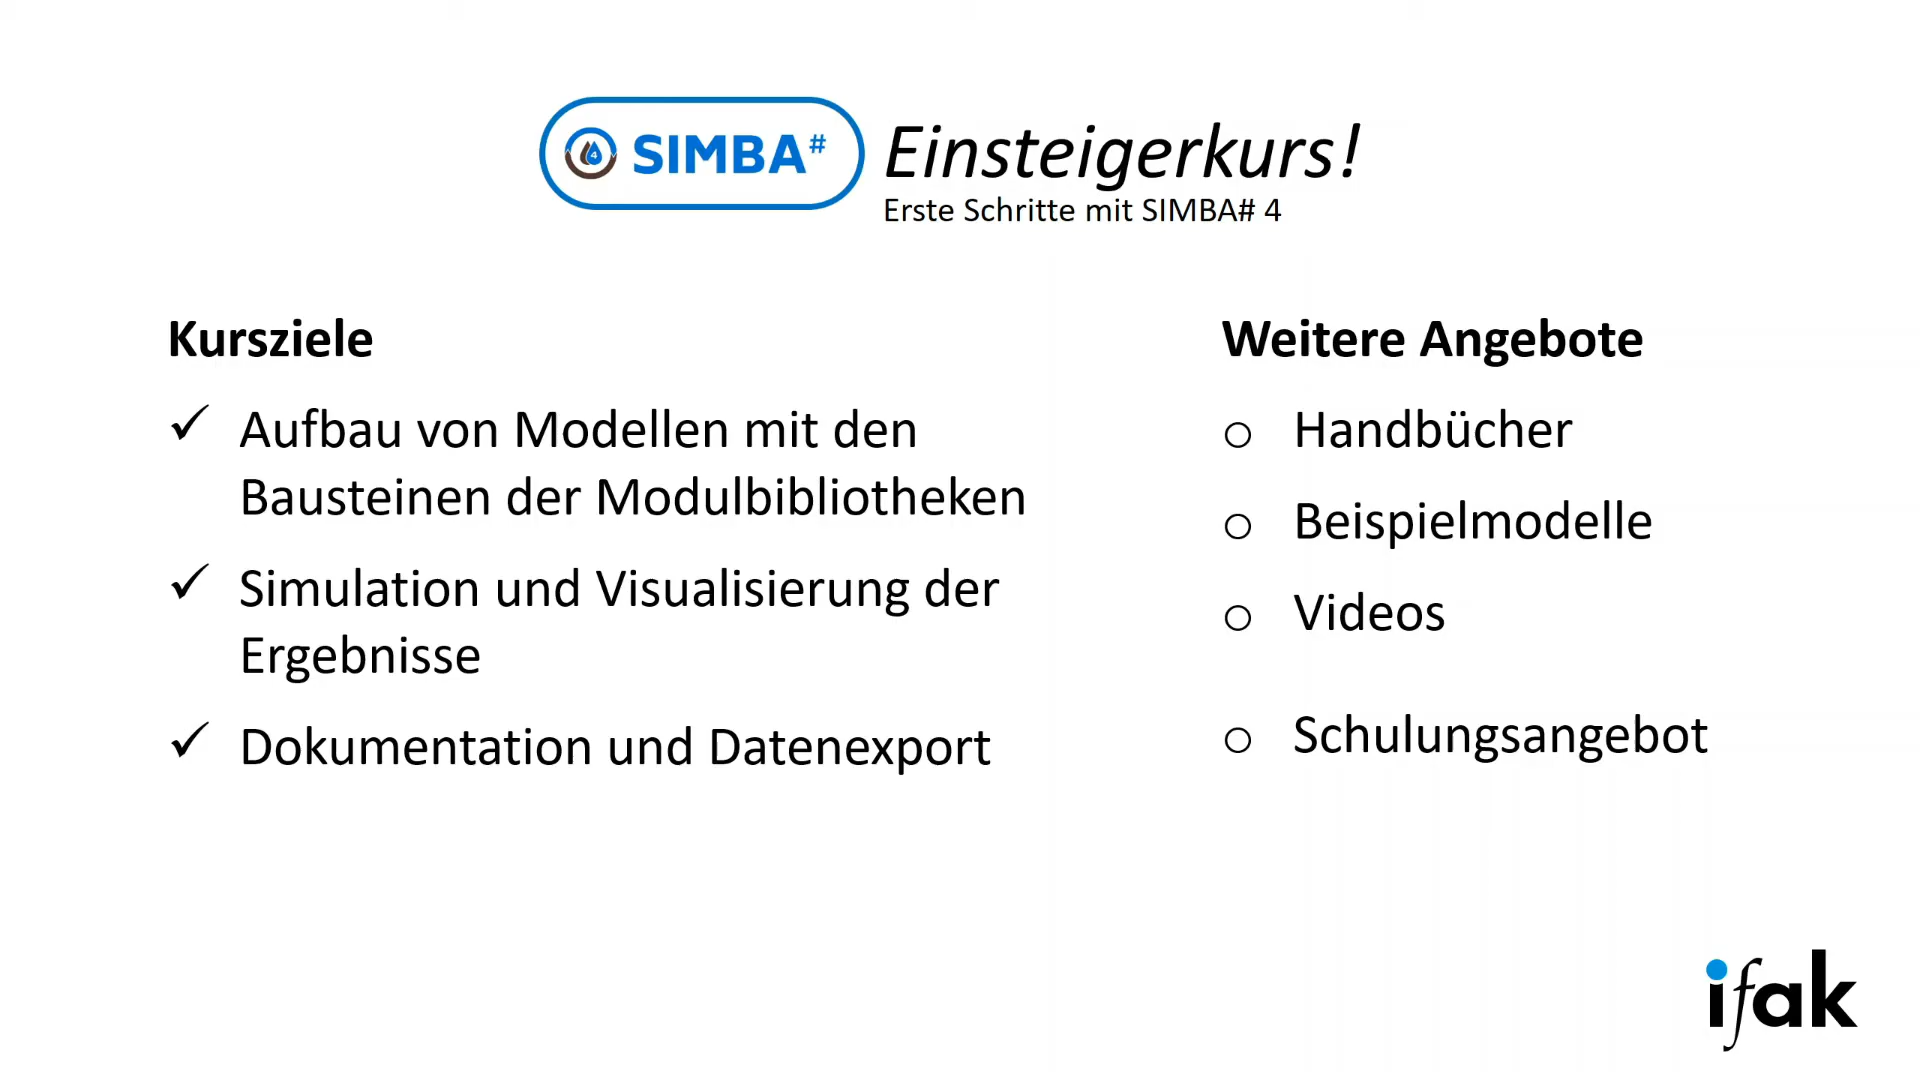 SIMBA# Einsteigerkurs!
Erste Schritte mit SIMBA# 4
Kursziele
✓ Aufbau von Modellen mit den
Bausteinen der Modulbibliotheken
✓ Simulation und Visualisierung der
Ergebnisse
✓ Dokumentation und Datenexport
Weitere Angebote
o Handbücher
o Beispielmodelle
o Videos
o Schulungsangebot
ifak